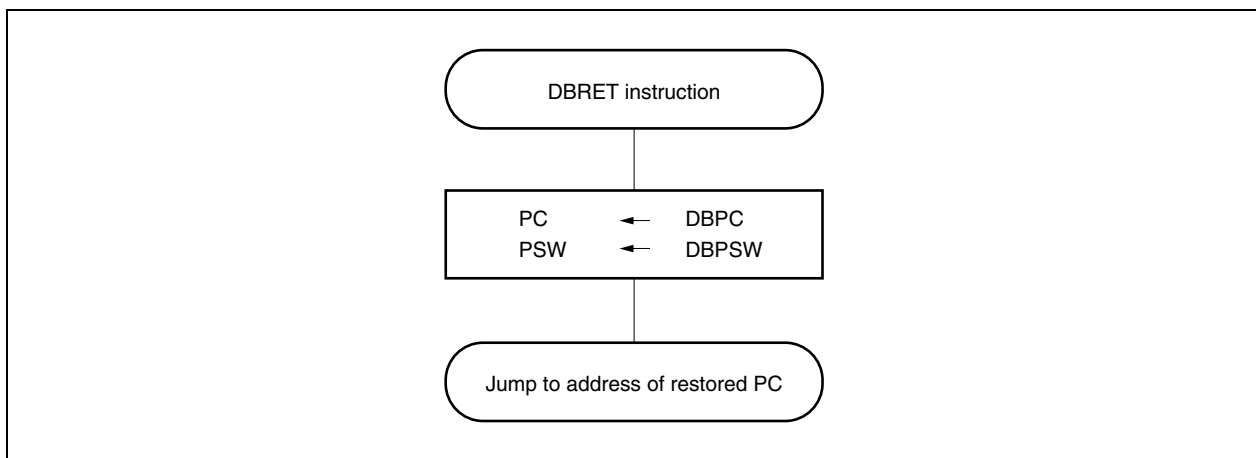 DBRET instruction
PC ← DBPC
PSW ← DBPSW
Jump to address of restored PC